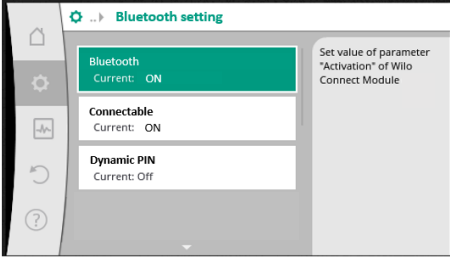 .. Bluetooth setting
Bluetooth
Current: ON
Connectable
Current: ON
Dynamic PIN
Current: Off
Set value of parameter
"Activation" of Wilo
Connect Module
?